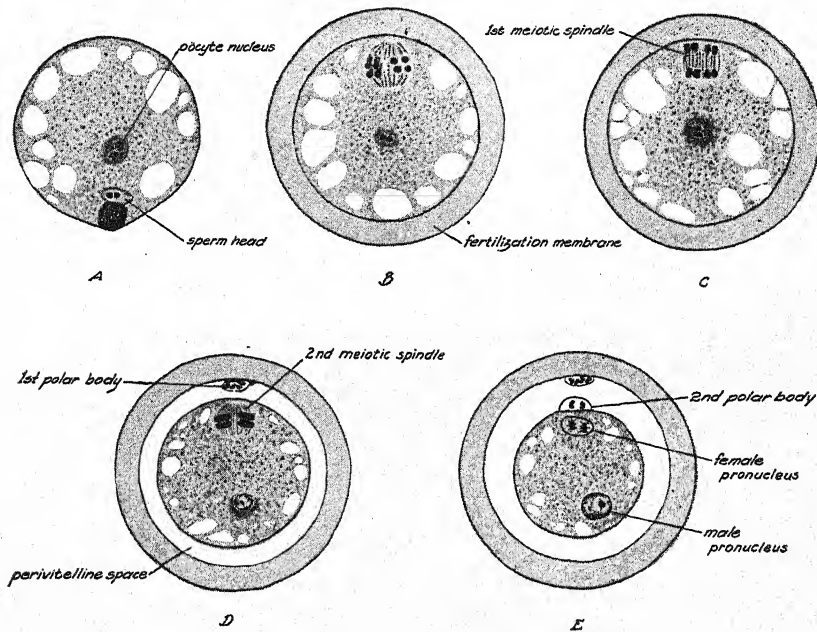 oocyte nucleus
sperm head
A
fertilization membrane
B
1st meiotic spindle
C
1st polar body
2nd meiotic spindle
perivitelline space
D
2nd polar body
female
pronucleus
male
pronucleus
E